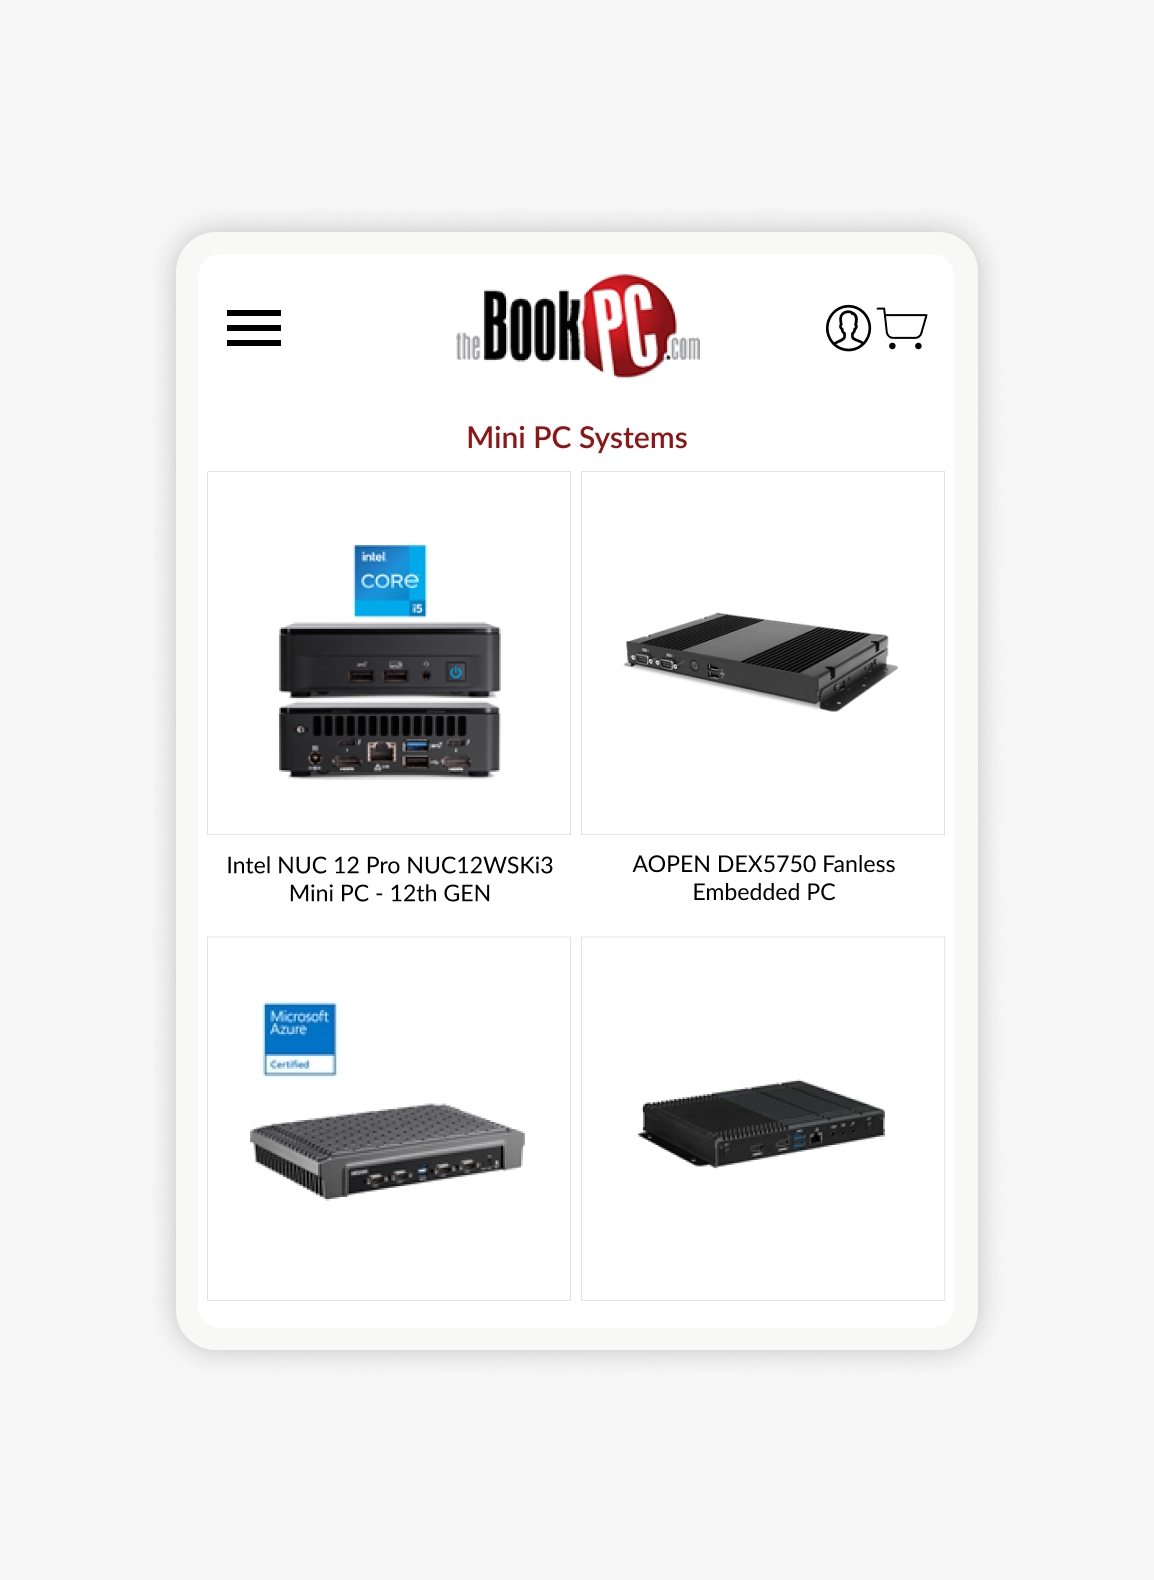 theBookPC.com
Mini PC Systems
intel
CORE
i5
Intel NUC 12 Pro NUC12WSKi3
Mini PC - 12th GEN
AOPEN DEX5750 Fanless
Embedded PC
Microsoft
Azure
Certified